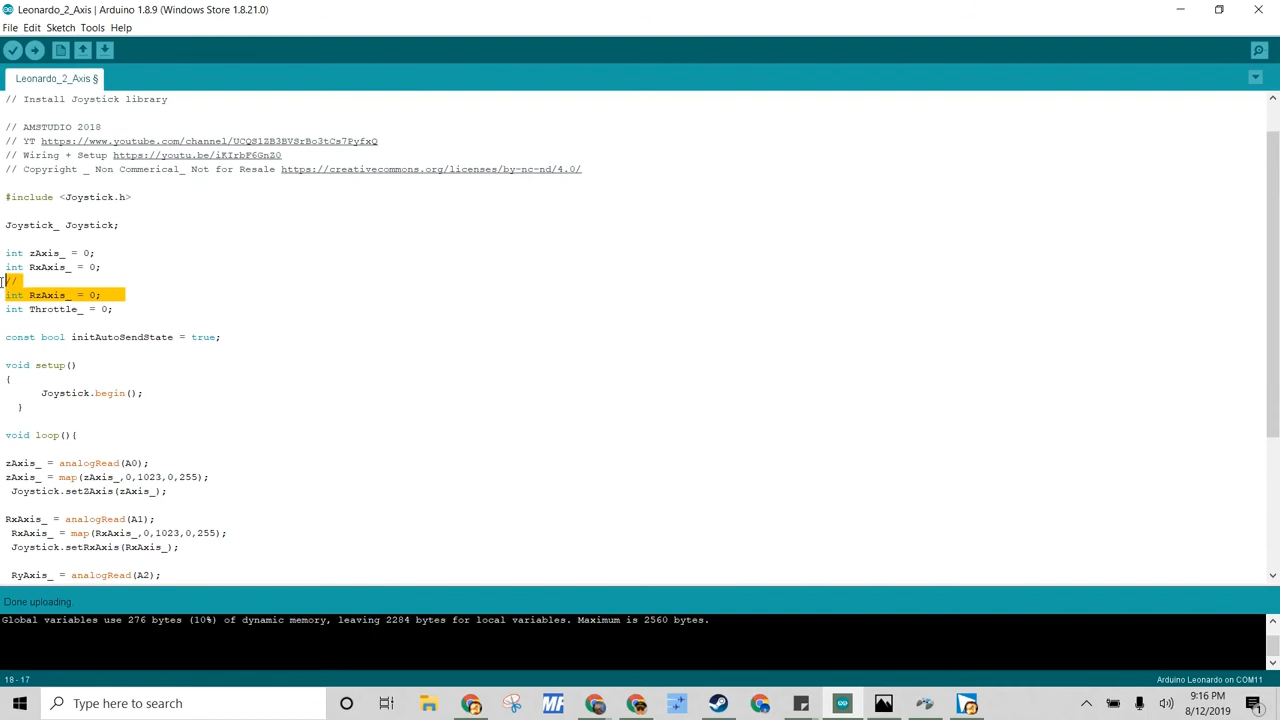 Leonardo_2_Axis | Arduino 1.8.9 (Windows Store 1.8.21.0)
File Edit Sketch Tools Help
Leonardo_2_Axis §
// Install Joystick library
// AMSTUDIO 2018
// YT https://www.youtube.com/channel/UCQS1ZB3BVSrBo3tCs7PyfxQ
// Wiring + Setup https://youtu.be/iKIrbF6GnZ0
// Copyright _ Non Commerical_ Not for Resale https://creativecommons.org/licenses/by-nc-nd/4.0/
#include <Joystick.h>
Joystick_ Joystick;
int zAxis_ = 0;
int RxAxis_ = 0;
//
int RzAxis_ = 0;
int Throttle_ = 0;
const bool initAutoSendState = true;
void setup()
{
Joystick.begin();
}
void loop(){
zAxis_ = analogRead(A0);
zAxis_ = map(zAxis_,0,1023,0,255);
Joystick.setZAxis(zAxis_);
RxAxis_ = analogRead(A1);
RxAxis_ = map(RxAxis_,0,1023,0,255);
Joystick.setRxAxis(RxAxis_);
RyAxis_ = analogRead(A2);
Done uploading.
Global variables use 276 bytes (10%) of dynamic memory, leaving 2284 bytes for local variables. Maximum is 2560 bytes.
18 - 17
Arduino Leonardo on COM11
Type here to search
9:16 PM
8/12/2019